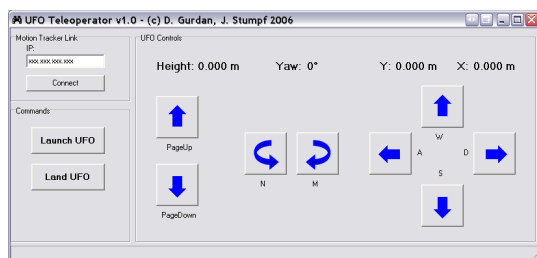 UFO Teleoperator v1.0 - (c) D. Gurdan, J. Stumpf 2006
Motion Tracker Link
IP:
xxx.xxx.xxx.xxx
Connect
Commands
Launch UFO
Land UFO
UFO Controls
Height: 0.000 m
Yaw: 0°
Y: 0.000 m
X: 0.000 m
PageUp
PageDown
N
M
W
A
D
S